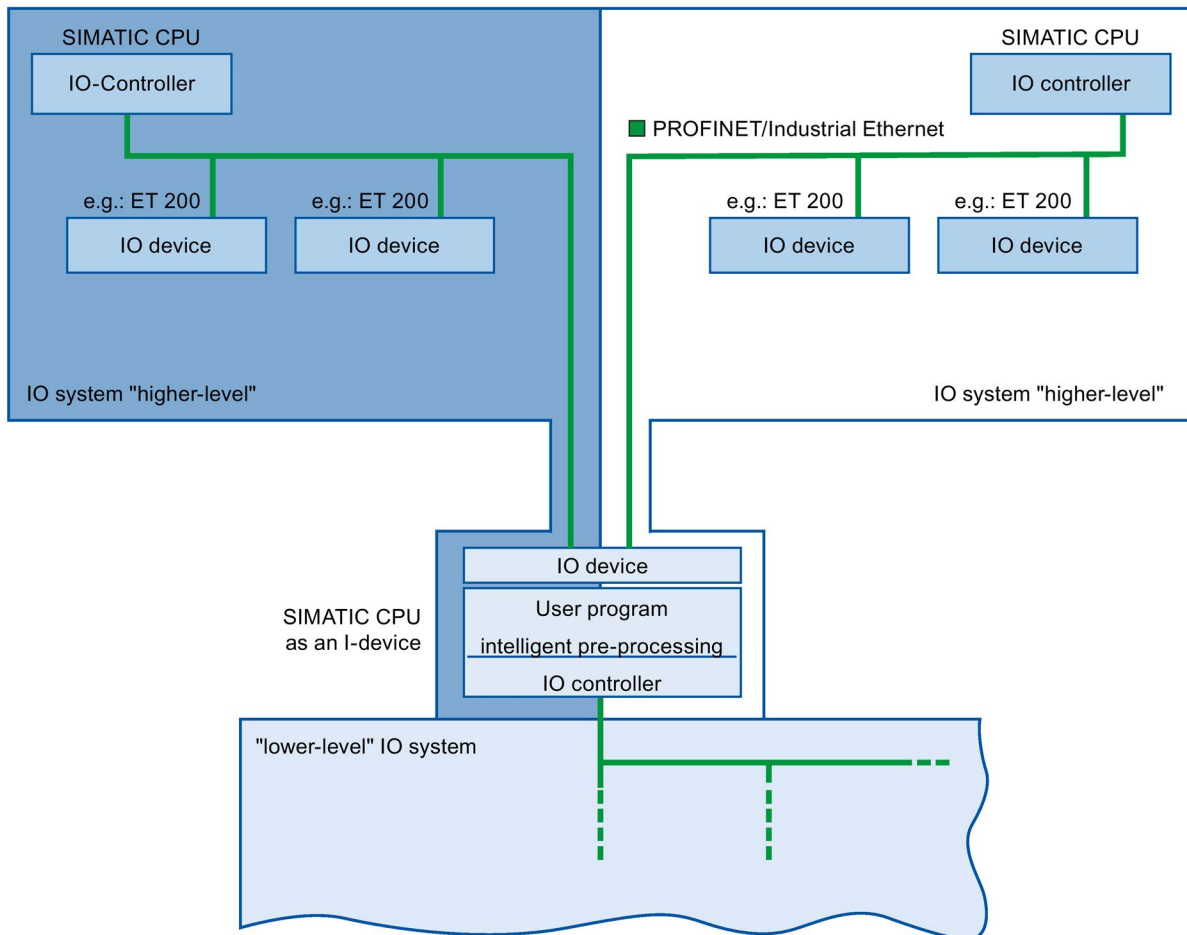 SIMATIC CPU
IO-Controller
e.g.: ET 200
e.g.: ET 200
IO device
IO device
IO system "higher-level"
SIMATIC CPU
IO controller
PROFINET/Industrial Ethernet
e.g.: ET 200
e.g.: ET 200
IO device
IO device
IO system "higher-level"
SIMATIC CPU
as an I-device
IO device
User program
intelligent pre-processing
IO controller
"lower-level" IO system